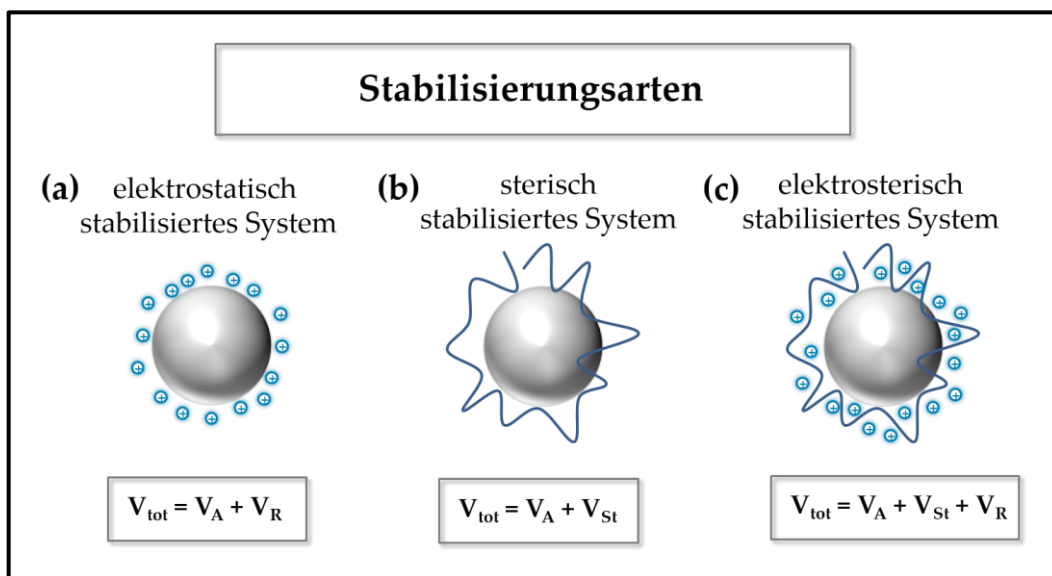 Stabilisierungsarten
(a) elektrostatisch
stabilisiertes System
(b) sterisch
stabilisiertes System
(c) elektrosterisch
stabilisiertes System
+ + + + + + + + + + + + + + + + + +
+ + + + + + + + + + + + + + + + + +
V_tot = V_A + V_R
V_tot = V_A + V_St
V_tot = V_A + V_St + V_R